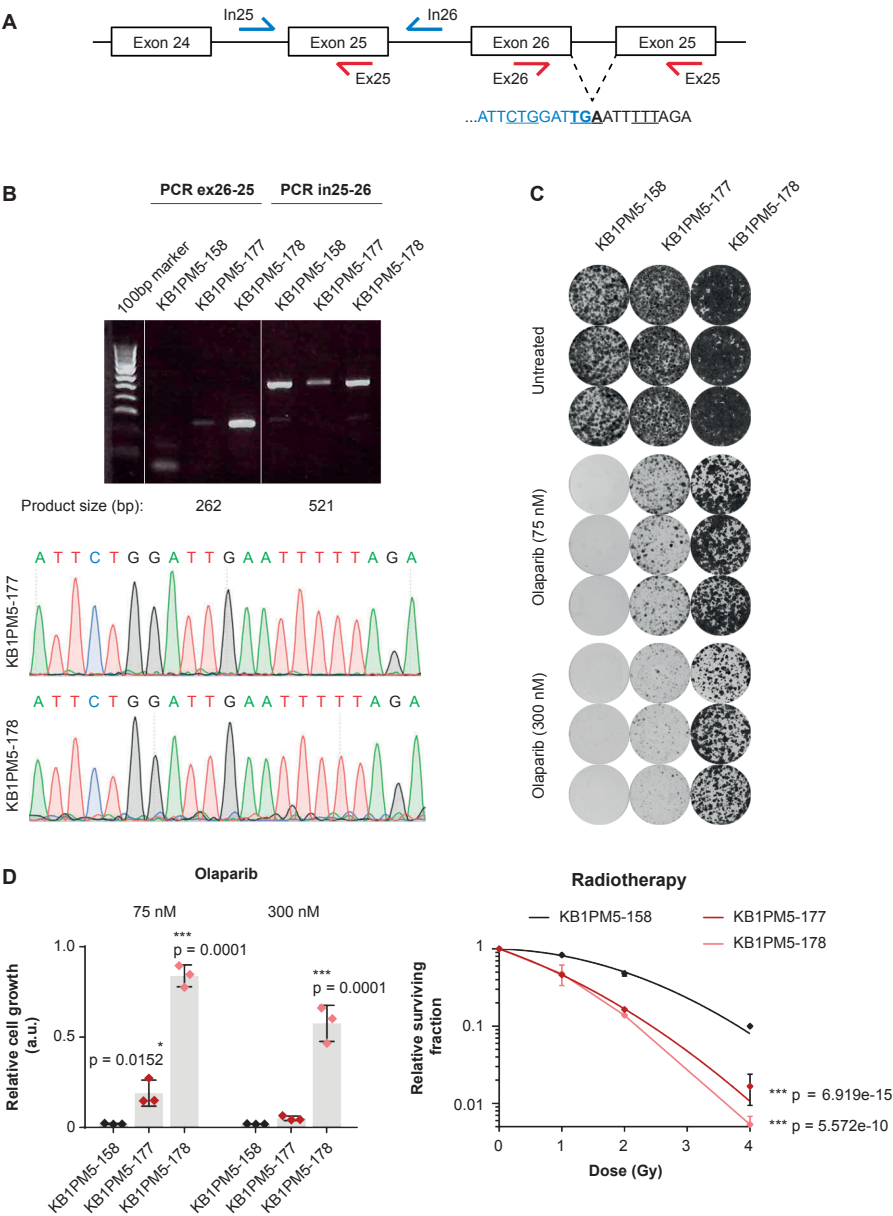 A
In25
In26
Exon 24
Exon 25
Exon 26
Exon 25
Ex25
Ex26
Ex25
...ATTCTGGATTGAATTTTTAGA
B
PCR ex26-25
PCR in25-26
100bp marker
KB1PM5-158
KB1PM5-177
KB1PM5-178
KB1PM5-158
KB1PM5-177
KB1PM5-178
Product size (bp):
262
521
KB1PM5-177
A T T C T G G A T T G A A T T T T T A G A
KB1PM5-178
A T T C T G G A T T G A A T T T T T A G A
C
KB1PM5-158
KB1PM5-177
KB1PM5-178
Untreated
Olaparib (75 nM)
Olaparib (300 nM)
D
Olaparib
75 nM
300 nM
Relative cell growth
(a.u.)
1.0
0.5
0
***
p = 0.0001
*
p = 0.0152
***
p = 0.0001
KB1PM5-158
KB1PM5-177
KB1PM5-178
KB1PM5-158
KB1PM5-177
KB1PM5-178
Radiotherapy
KB1PM5-158
KB1PM5-177
KB1PM5-178
Relative surviving
fraction
1
0.1
0.01
*** p = 6.919e-15
*** p = 5.572e-10
0
1
2
3
4
Dose (Gy)